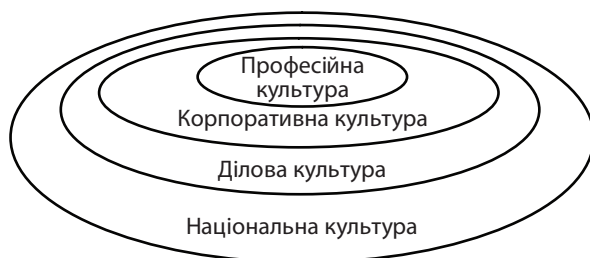 Професійна
культура
Корпоративна культура
Ділова культура
Національна культура